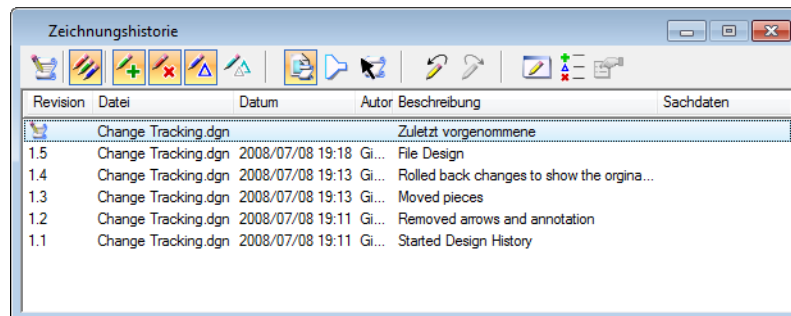 Zeichnungshistorie
Revision Datei Datum Autor Beschreibung Sachdaten
Change Tracking.dgn Zuletzt vorgenommene
1.5 Change Tracking.dgn 2008/07/08 19:18 Gi... File Design
1.4 Change Tracking.dgn 2008/07/08 19:13 Gi... Rolled back changes to show the orgina...
1.3 Change Tracking.dgn 2008/07/08 19:13 Gi... Moved pieces
1.2 Change Tracking.dgn 2008/07/08 19:11 Gi... Removed arrows and annotation
1.1 Change Tracking.dgn 2008/07/08 19:11 Gi... Started Design History